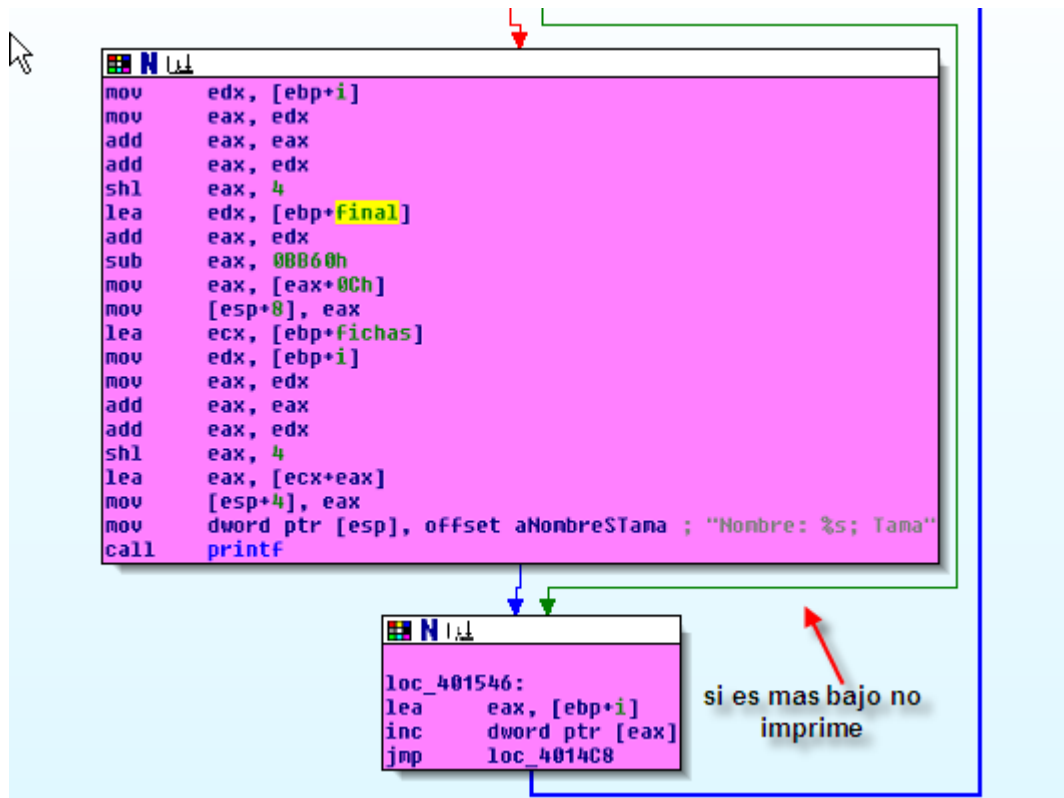 mov edx, [ebp+i]
mov eax, edx
add eax, eax
add eax, edx
shl eax, 4
lea edx, [ebp+final]
add eax, edx
sub eax, 0BB60h
mov eax, [eax+0Ch]
mov [esp+8], eax
lea ecx, [ebp+fichas]
mov edx, [ebp+i]
mov eax, edx
add eax, eax
add eax, edx
shl eax, 4
lea eax, [ecx+eax]
mov [esp+4], eax
mov dword ptr [esp], offset aNombreSTama ; "Nombre: %s; Tama"
call printf
loc_401546:
lea eax, [ebp+i]
inc dword ptr [eax]
jmp loc_4014C8
si es mas bajo no
imprime